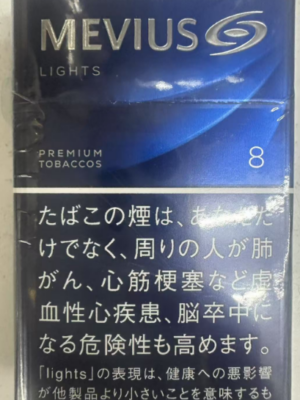 MEVIUS
LIGHTS
PREMIUM
TOBACCOS
8
たばこの煙は、あなただ
けでなく、周りの人が肺
がん、心筋梗塞など虚
血性心疾患、脳卒中に
なる危険性も高めます。
「lights」の表現は、健康への悪影響
が他製品より小さいことを意味するも